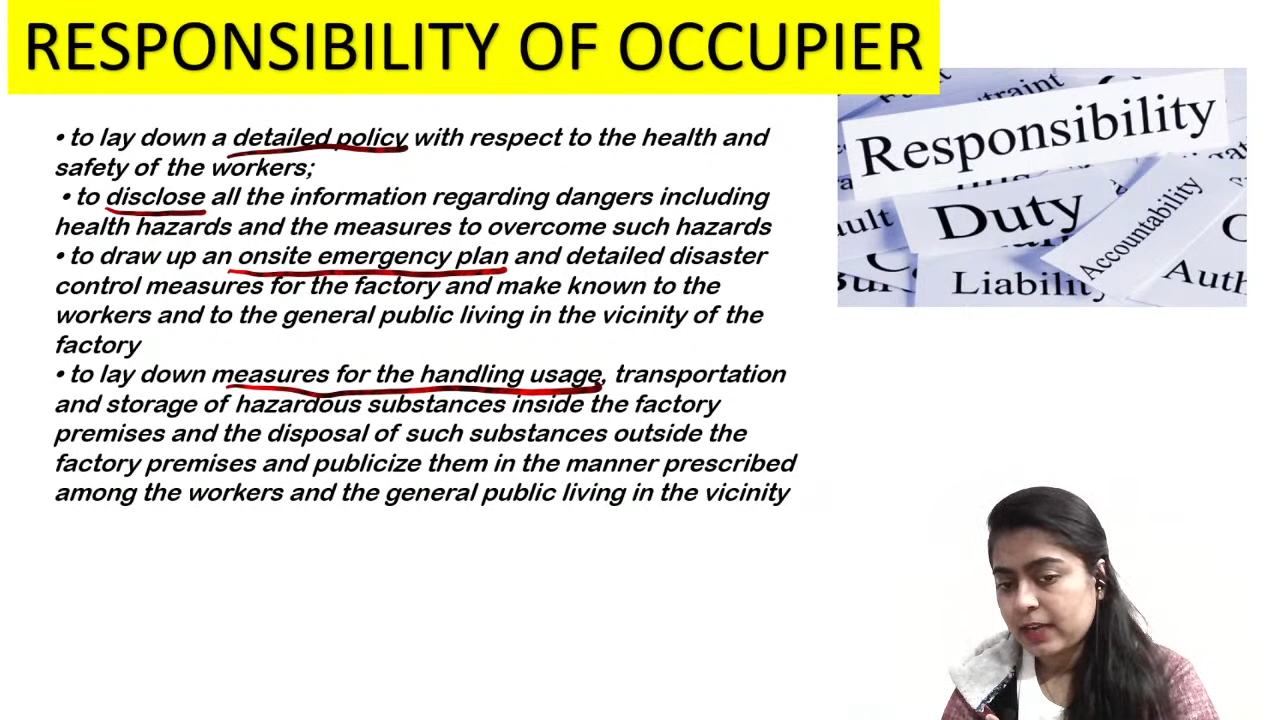 RESPONSIBILITY OF OCCUPIER
• to lay down a detailed policy with respect to the health and
safety of the workers;
• to disclose all the information regarding dangers including
health hazards and the measures to overcome such hazards
• to draw up an onsite emergency plan and detailed disaster
control measures for the factory and make known to the
workers and to the general public living in the vicinity of the
factory
• to lay down measures for the handling usage, transportation
and storage of hazardous substances inside the factory
premises and the disposal of such substances outside the
factory premises and publicize them in the manner prescribed
among the workers and the general public living in the vicinity
Responsibility
Duty
Accountability
Liability